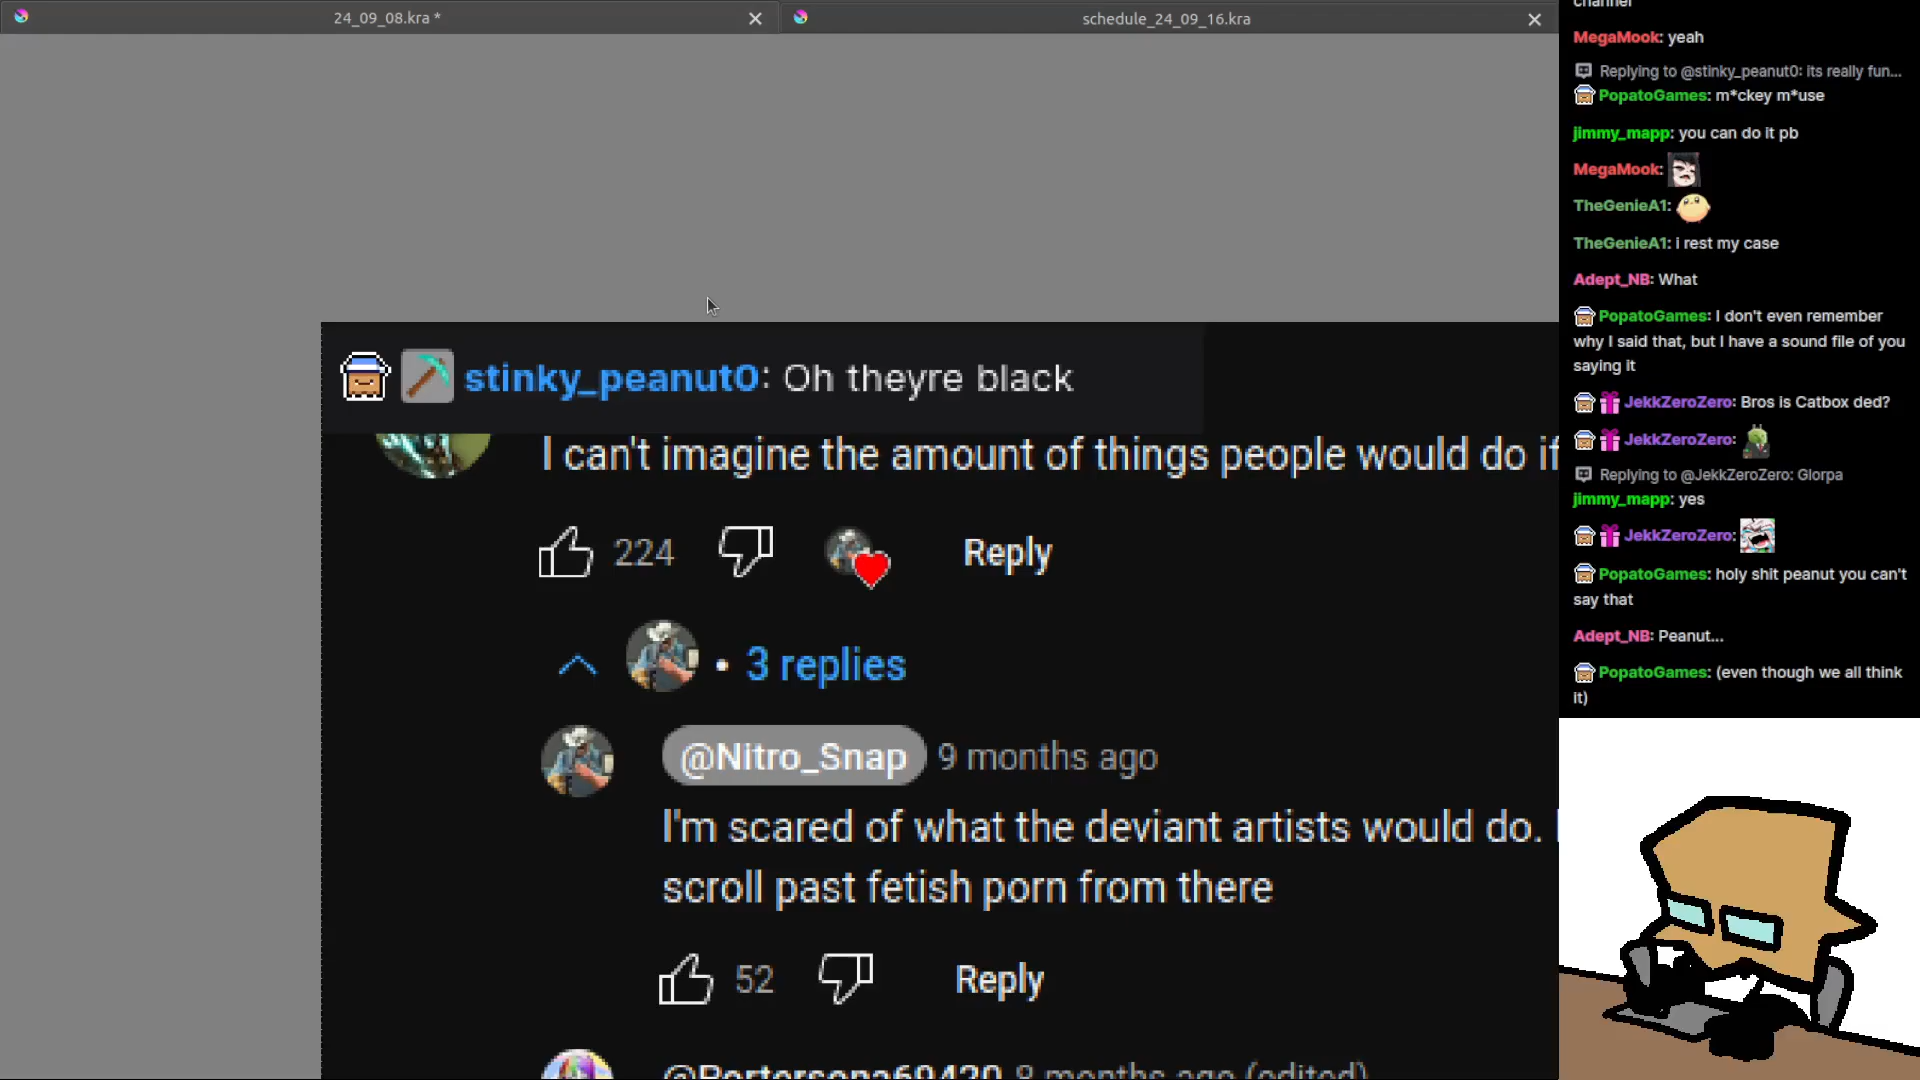 24_09_08.kra *
schedule_24_09_16.kra
stinky_peanut0: Oh theyre black
I can't imagine the amount of things people would do if
224
Reply
• 3 replies
@Nitro_Snap 9 months ago
I'm scared of what the deviant artists would do.
scroll past fetish porn from there
52
Reply
8 months ago (edited)
channel
MegaMook: yeah
Replying to @stinky_peanut0: its really fun...
PopatoGames: m*ckey m*use
jimmy_mapp: you can do it pb
MegaMook:
TheGenieA1:
TheGenieA1: i rest my case
Adept_NB: What
PopatoGames: I don't even remember
why I said that, but I have a sound file of you
saying it
JekkZeroZero: Bros is Catbox ded?
JekkZeroZero:
Replying to @JekkZeroZero: Glorpa
jimmy_mapp: yes
JekkZeroZero:
PopatoGames: holy shit peanut you can't
say that
Adept_NB: Peanut...
PopatoGames: (even though we all think
it)